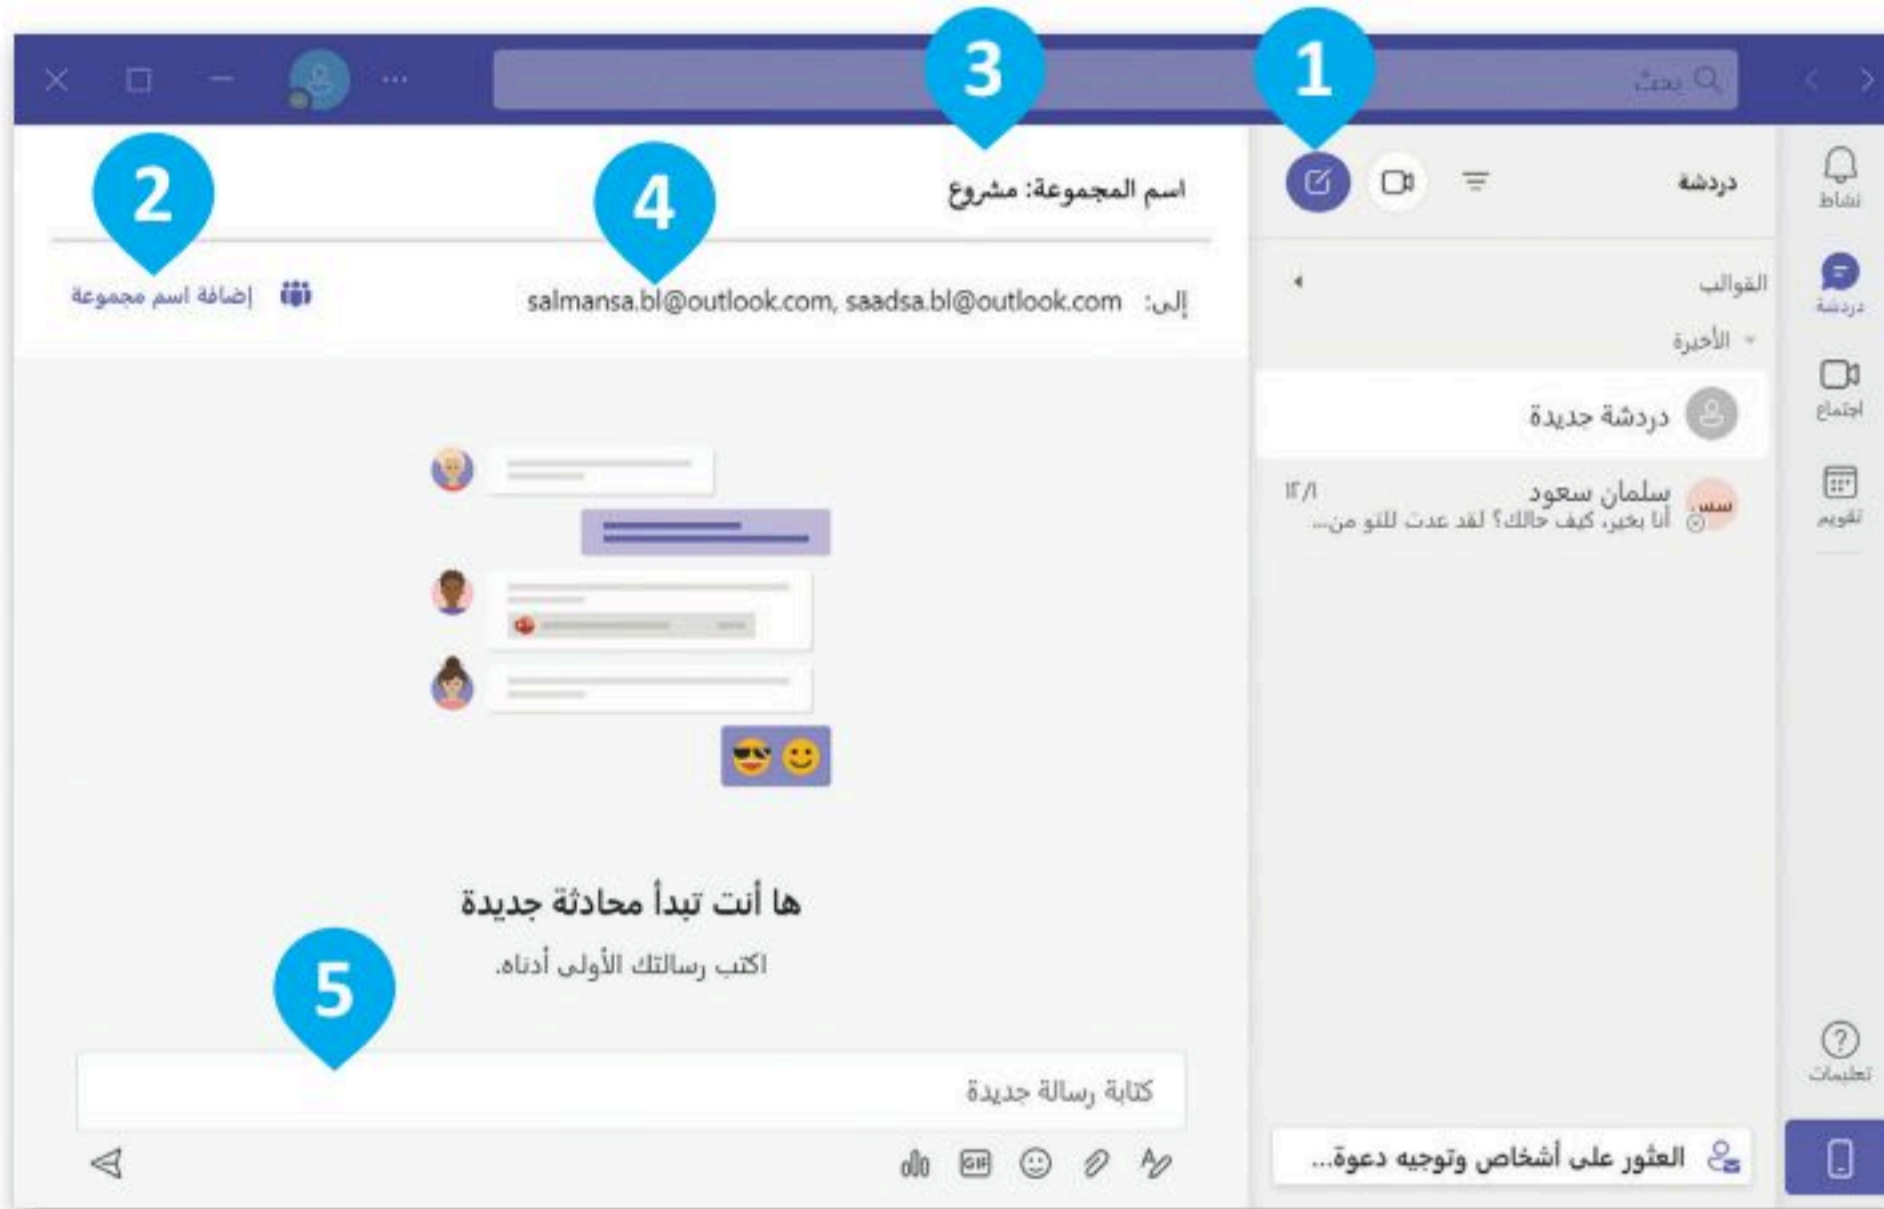 3
1
بحث
2
4
نشاط
دردشة
اسم المجموعة: مشروع
دردشة
القوالب
الأخيرة
إلى: salmansa.bl@outlook.com, saadsa.bl@outlook.com
إضافة اسم مجموعة
اجتماع
دردشة جديدة
تقويم
سلمان سعود
١٢/١
سس
أنا بخير، كيف حالك؟ لقد عدت للتو من...
ها أنت تبدأ محادثة جديدة
اكتب رسالتك الأولى أدناه.
5
تعليمات
كتابة رسالة جديدة
GIF
العثور على أشخاص وتوجيه دعوة...